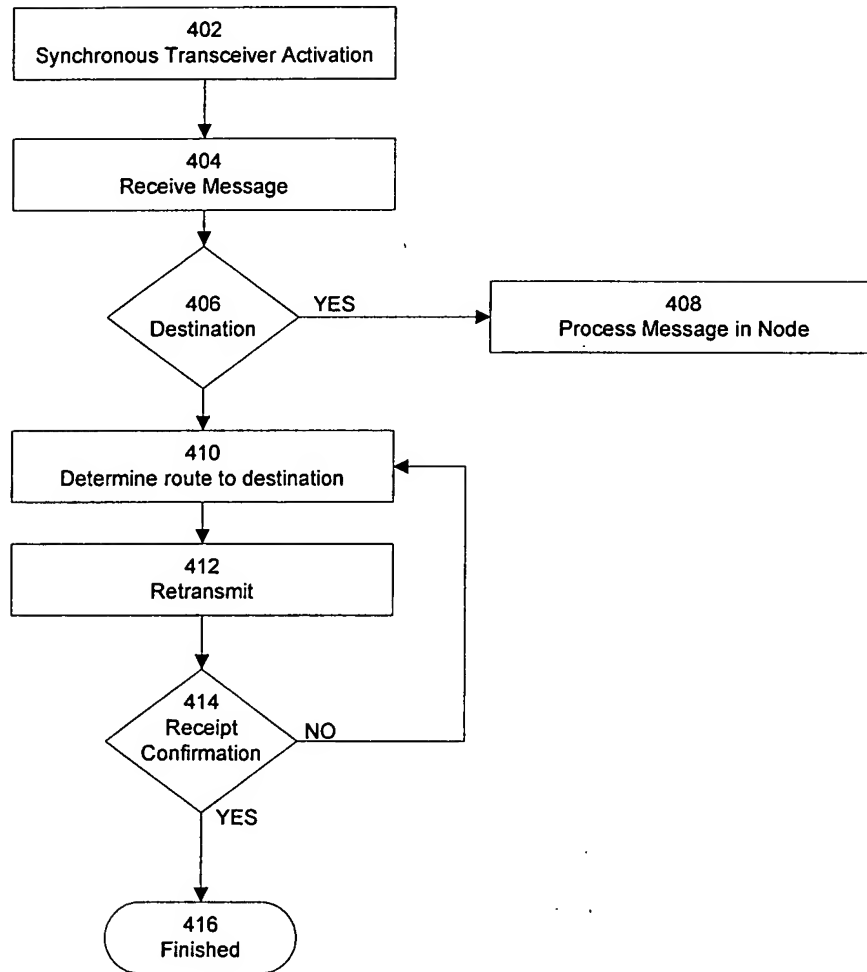 402
Synchronous Transceiver Activation
404
Receive Message
406
Destination
YES
408
Process Message in Node
410
Determine route to destination
412
Retransmit
414
Receipt
Confirmation
NO
YES
416
Finished